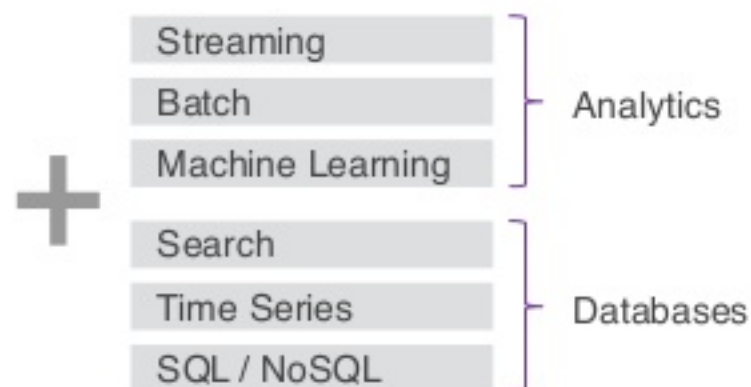 Streaming
Batch
Machine Learning
Analytics
Search
Time Series
SQL / NoSQL
Databases